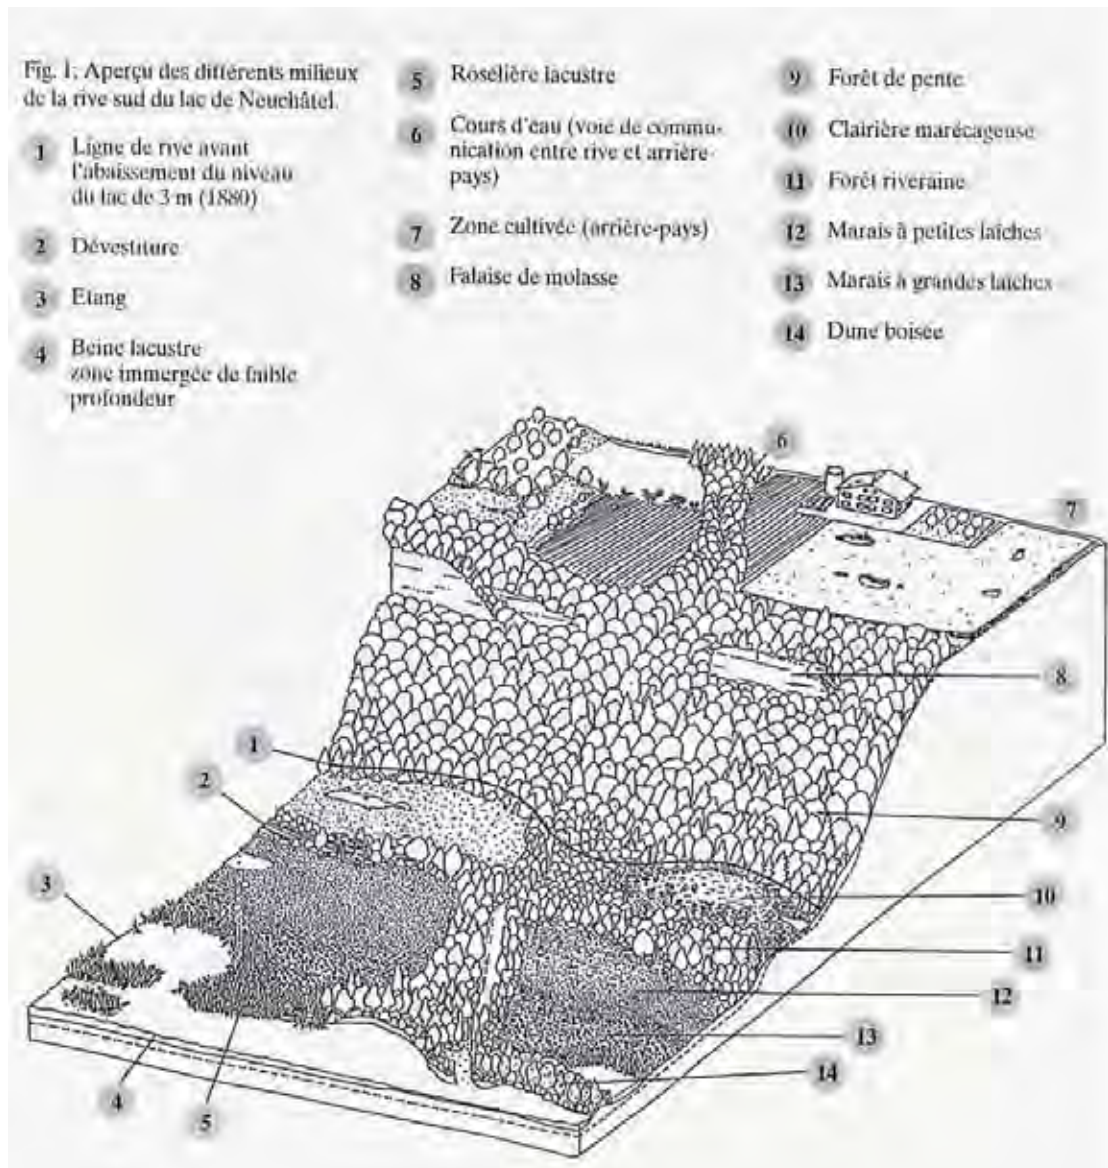 Fig. 1: Aperçu des différents milieux
de la rive sud du lac de Neuchâtel.
1 Ligne de rive avant
l'abaissement du niveau
du lac de 3 m (1880)
2 Dévestiture
3 Etang
4 Beine lacustre
zone immergée de faible
profondeur
5 Roselière lacustre
6 Cours d'eau (voie de commu-
nication entre rive et arrière-
pays)
7 Zone cultivée (arrière-pays)
8 Falaise de molasse
9 Forêt de pente
10 Clairière marécageuse
11 Forêt riveraine
12 Marais à petites laîches
13 Marais à grandes laîches
14 Dune boisée
6
7
8
1
2
9
3
10
11
12
13
14
4
5